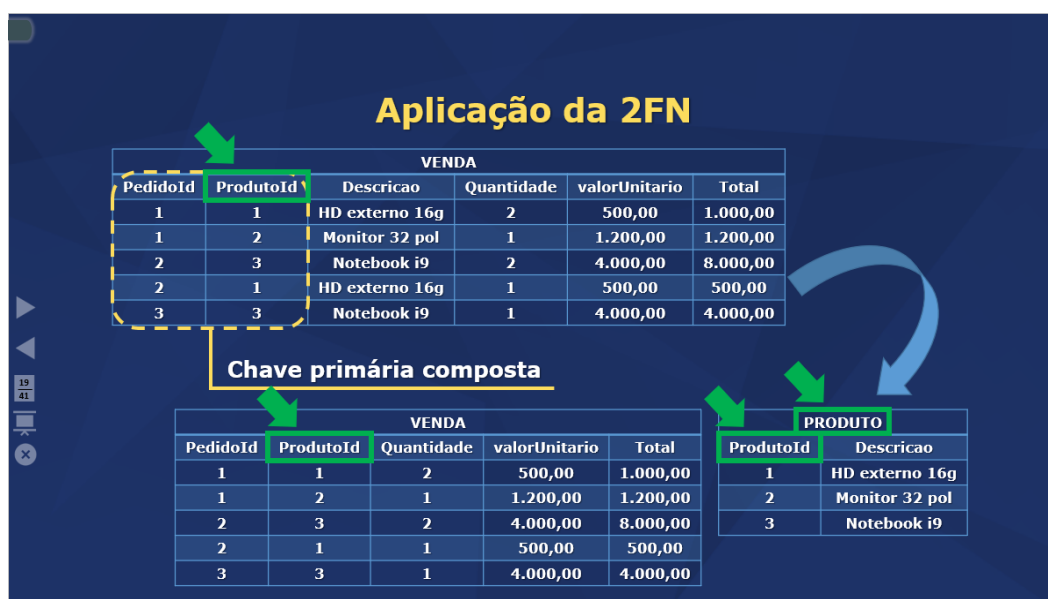 Aplicação da 2FN
VENDA
PedidoId ProdutoId Descricao Quantidade valorUnitario Total
1 1 HD externo 16g 2 500,00 1.000,00
1 2 Monitor 32 pol 1 1.200,00 1.200,00
2 3 Notebook i9 2 4.000,00 8.000,00
2 1 HD externo 16g 1 500,00 500,00
3 3 Notebook i9 1 4.000,00 4.000,00
Chave primária composta
19
41
VENDA
PedidoId ProdutoId Quantidade valorUnitario Total
1 1 2 500,00 1.000,00
1 2 1 1.200,00 1.200,00
2 3 2 4.000,00 8.000,00
2 1 1 500,00 500,00
3 3 1 4.000,00 4.000,00
PRODUTO
ProdutoId Descricao
1 HD externo 16g
2 Monitor 32 pol
3 Notebook i9